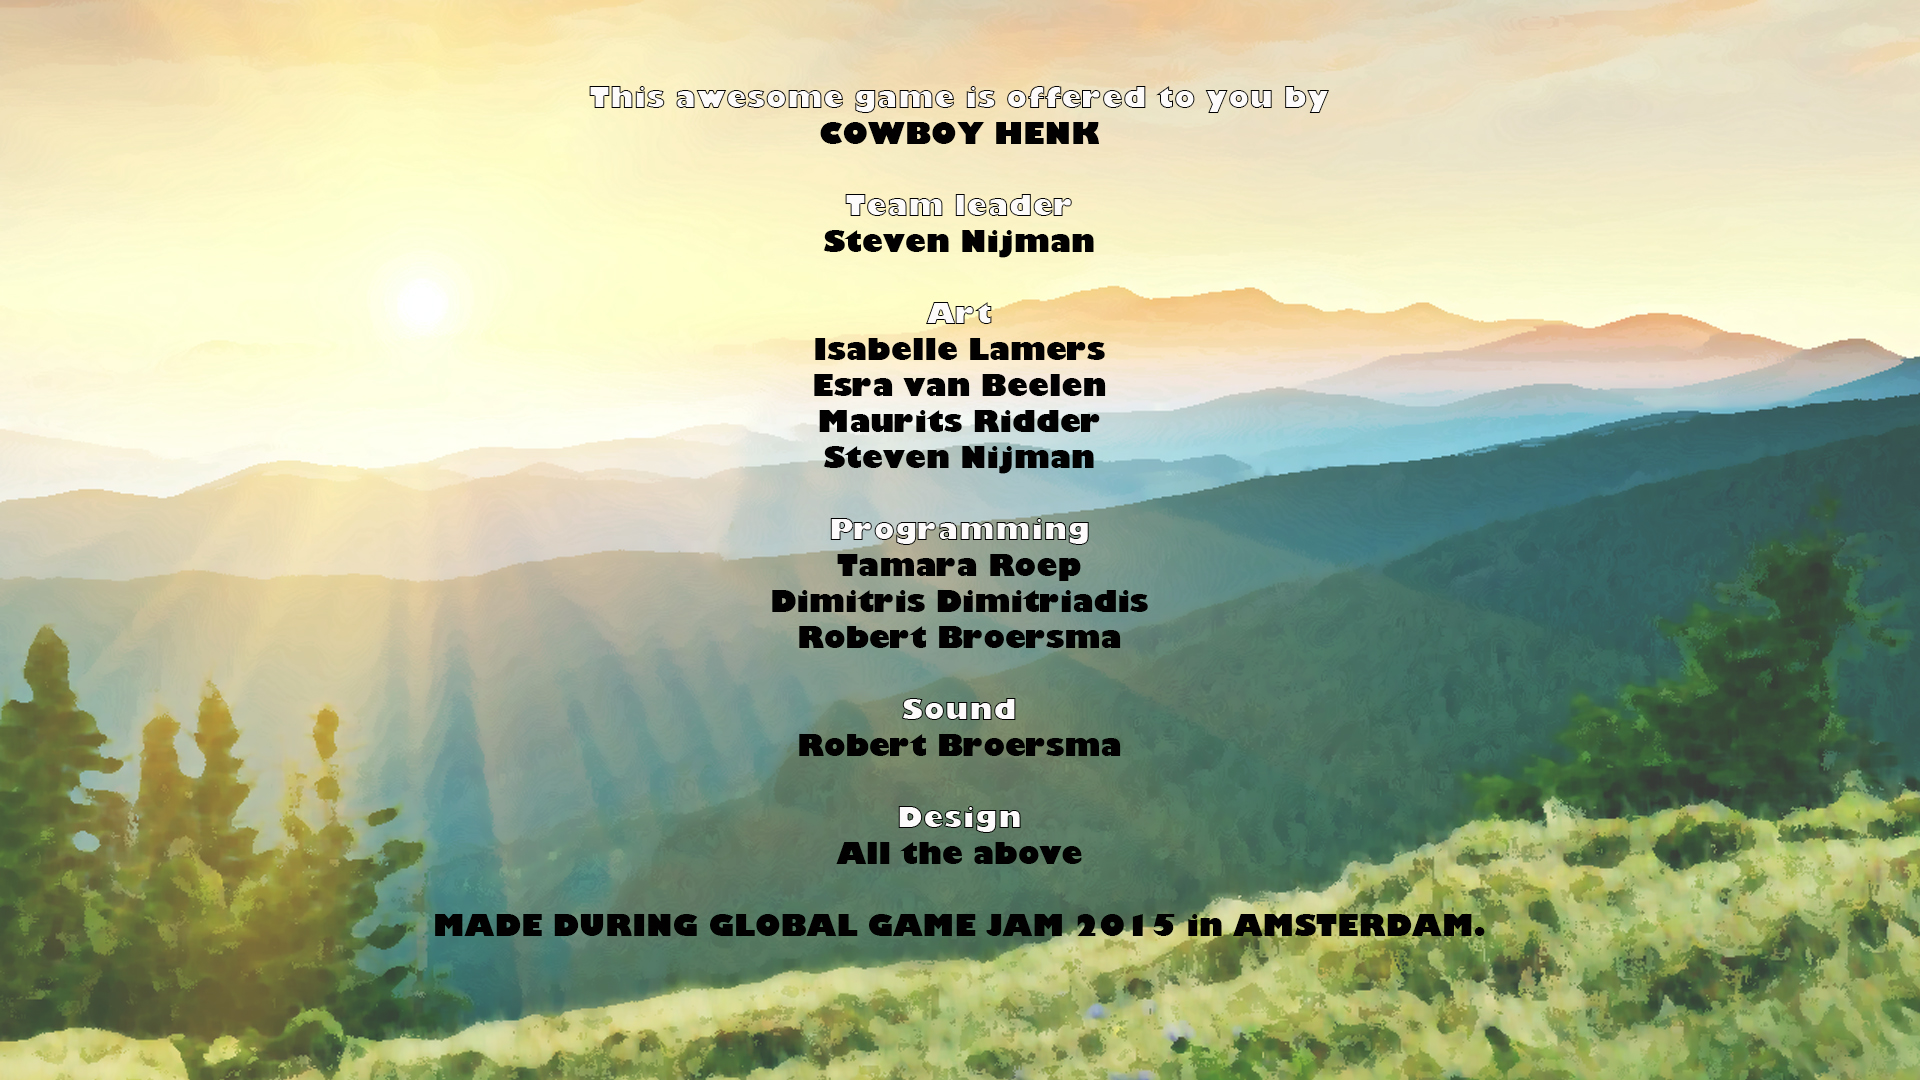 This awesome game is offered to you by
COWBOY HENK
Team leader
Steven Nijman
Art
Isabelle Lamers
Esra van Beelen
Maurits Ridder
Steven Nijman
Programming
Tamara Roep
Dimitris Dimitriadis
Robert Broersma
Sound
Robert Broersma
Design
All the above
MADE DURING GLOBAL GAME JAM 2015 in AMSTERDAM.